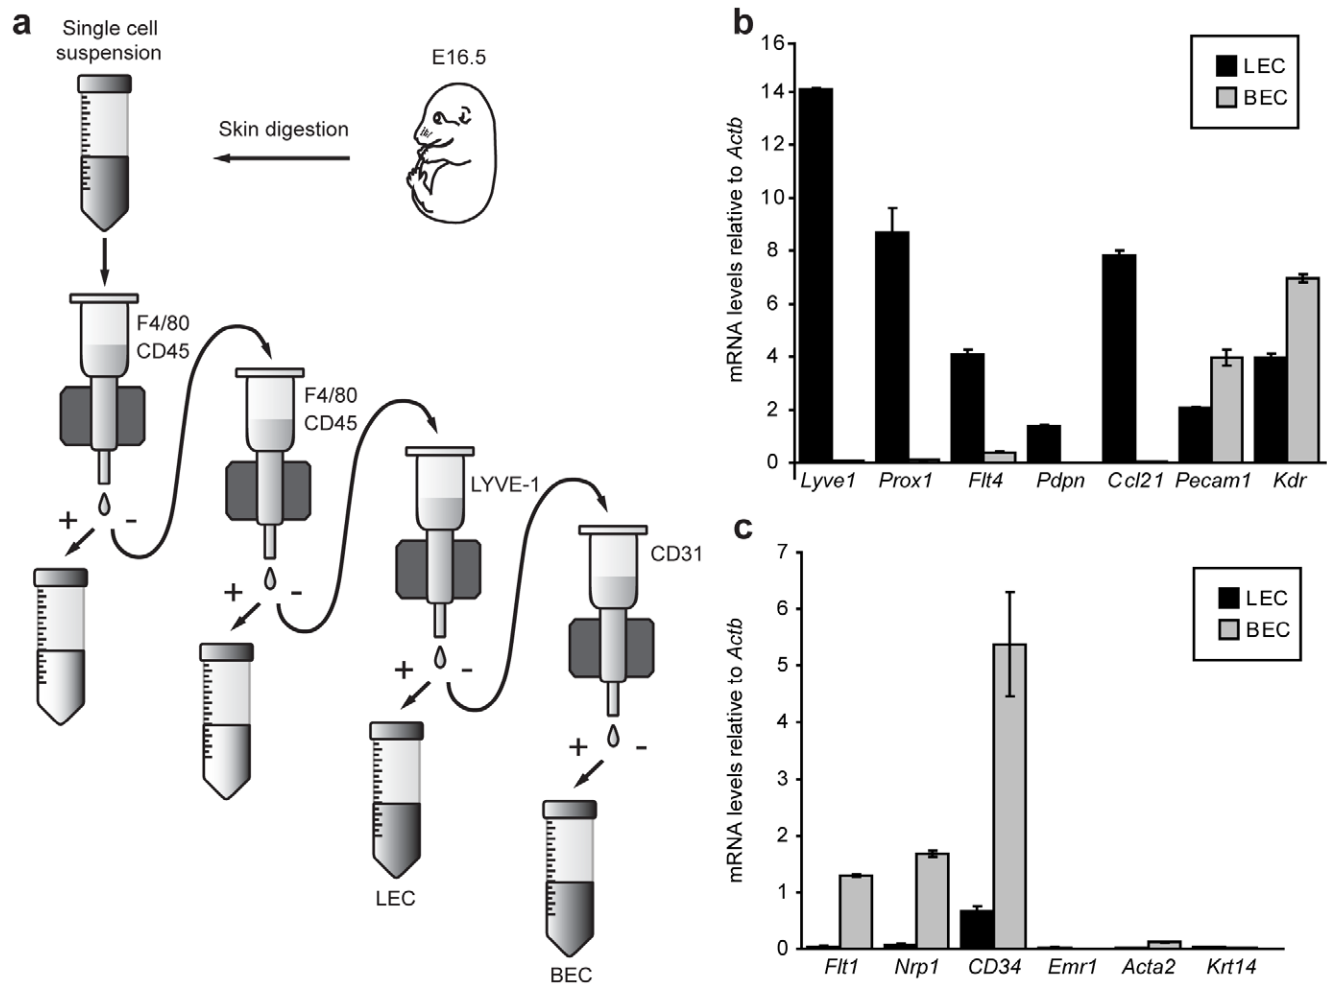 a
Single cell
suspension
E16.5
Skin digestion
F4/80
CD45
F4/80
CD45
LYVE-1
CD31
+ -
+ -
+ -
+ -
LEC
BEC
b
mRNA levels relative to Actb
16
14
12
10
8
6
4
2
0
LEC
BEC
Lyve1 Prox1 Flt4 Pdpn Ccl21 Pecam1 Kdr
c
mRNA levels relative to Actb
7
6
5
4
3
2
1
0
LEC
BEC
Flt1 Nrp1 CD34 Emr1 Acta2 Krt14